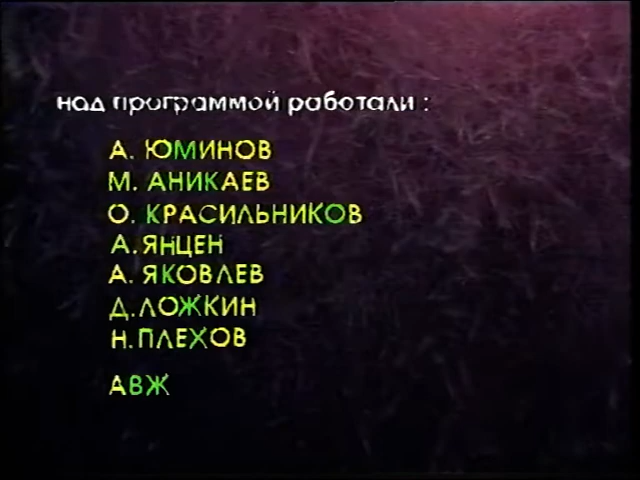 над программой работали :
А. ЮМИНОВ
М. АНИКАЕВ
О. КРАСИЛЬНИКОВ
А. ЯНЦЕН
А. ЯКОВЛЕВ
Д. ЛОЖКИН
Н. ПЛЕХОВ
АВЖ